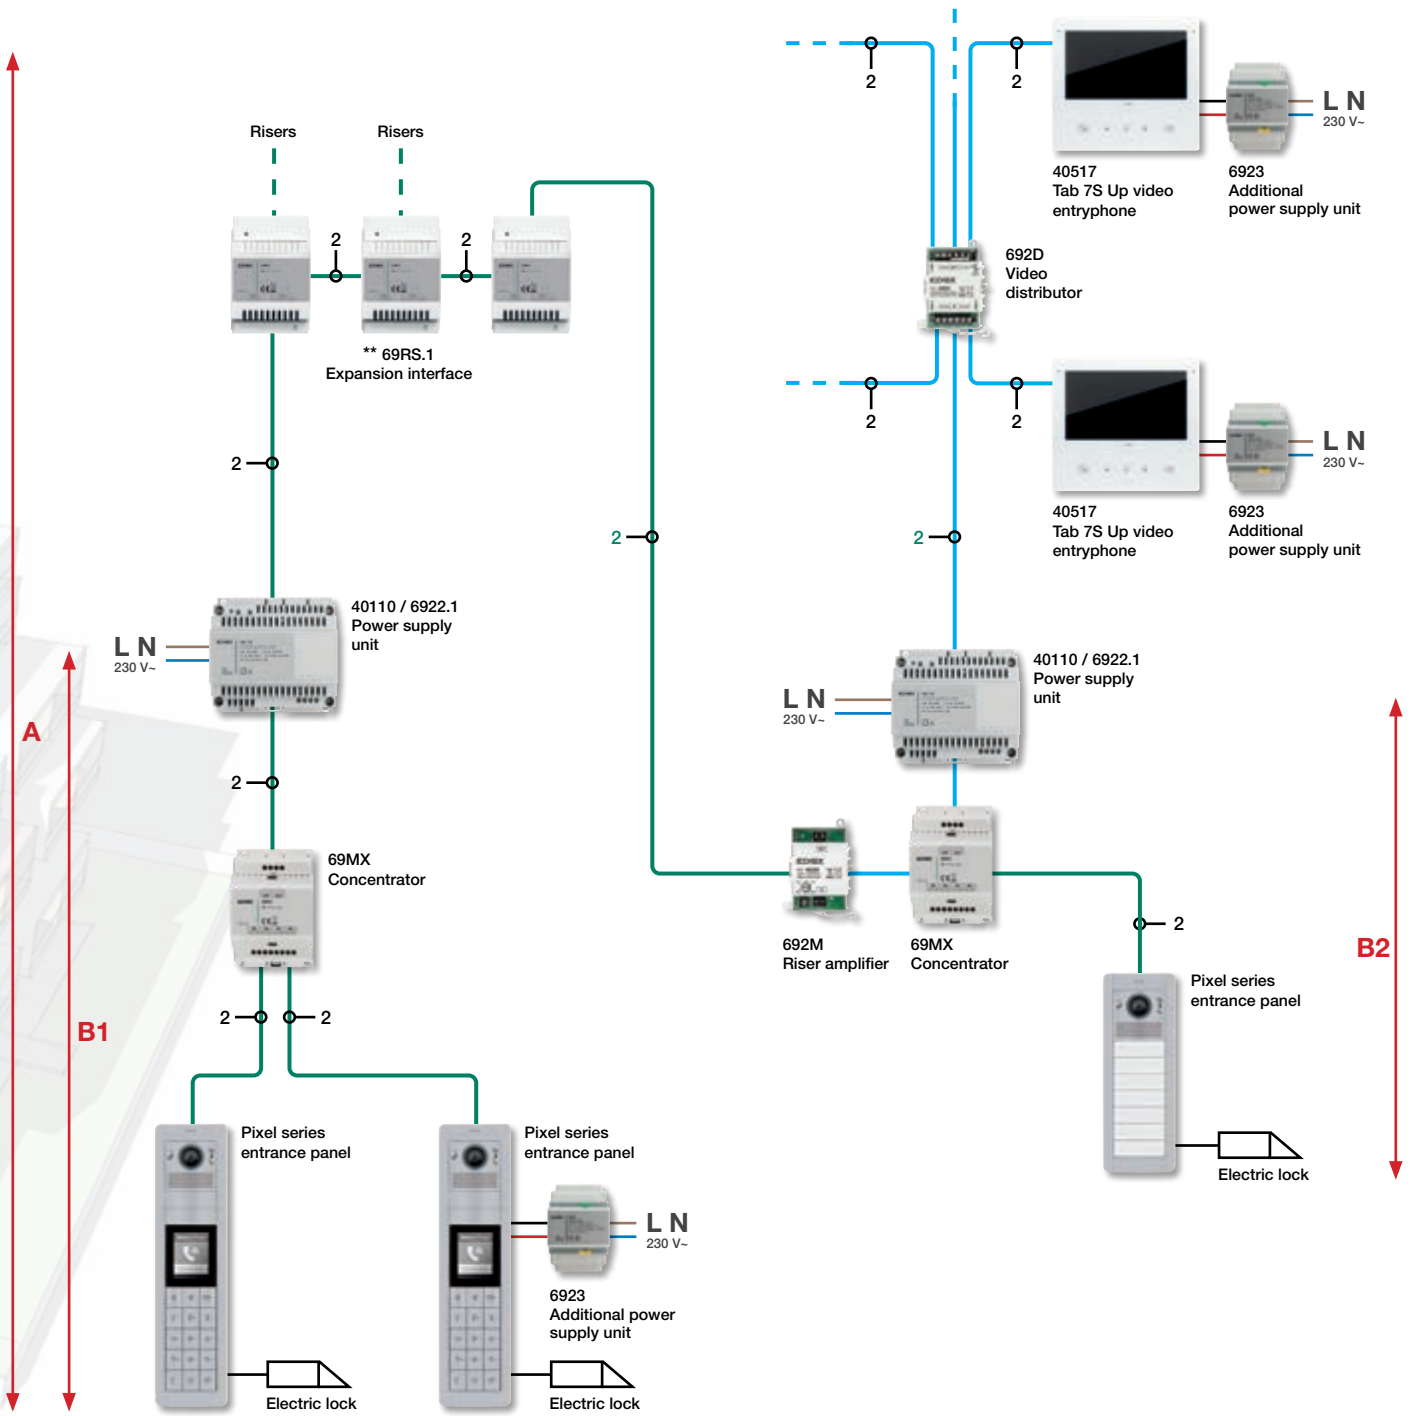 2
2
L N
230 V~
40517
Tab 7S Up video
entryphone
6923
Additional
power supply unit
Risers
Risers
2
2
692D
Video
distributor
** 69RS.1
Expansion interface
2
2
L N
230 V~
40517
Tab 7S Up video
entryphone
6923
Additional
power supply unit
2
2
2
40110 / 6922.1
Power supply
unit
L N
230 V~
40110 / 6922.1
Power supply
unit
L N
230 V~
A
2
69MX
Concentrator
692M
Riser amplifier
69MX
Concentrator
2
B2
Pixel series
entrance panel
2
2
B1
Pixel series
entrance panel
Pixel series
entrance panel
Electric lock
L N
230 V~
6923
Additional power
supply unit
Electric lock
Electric lock